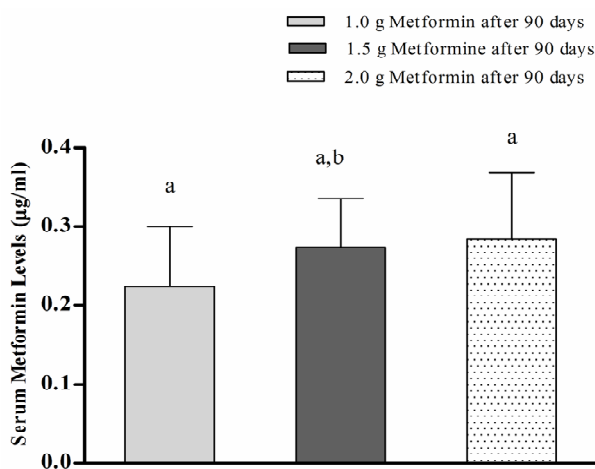 1.0 g Metformin after 90 days
1.5 g Metformine after 90 days
2.0 g Metformin after 90 days
Serum Metformin Levels (µg/ml)
0.4
0.3
0.2
0.1
0.0
a
a,b
a